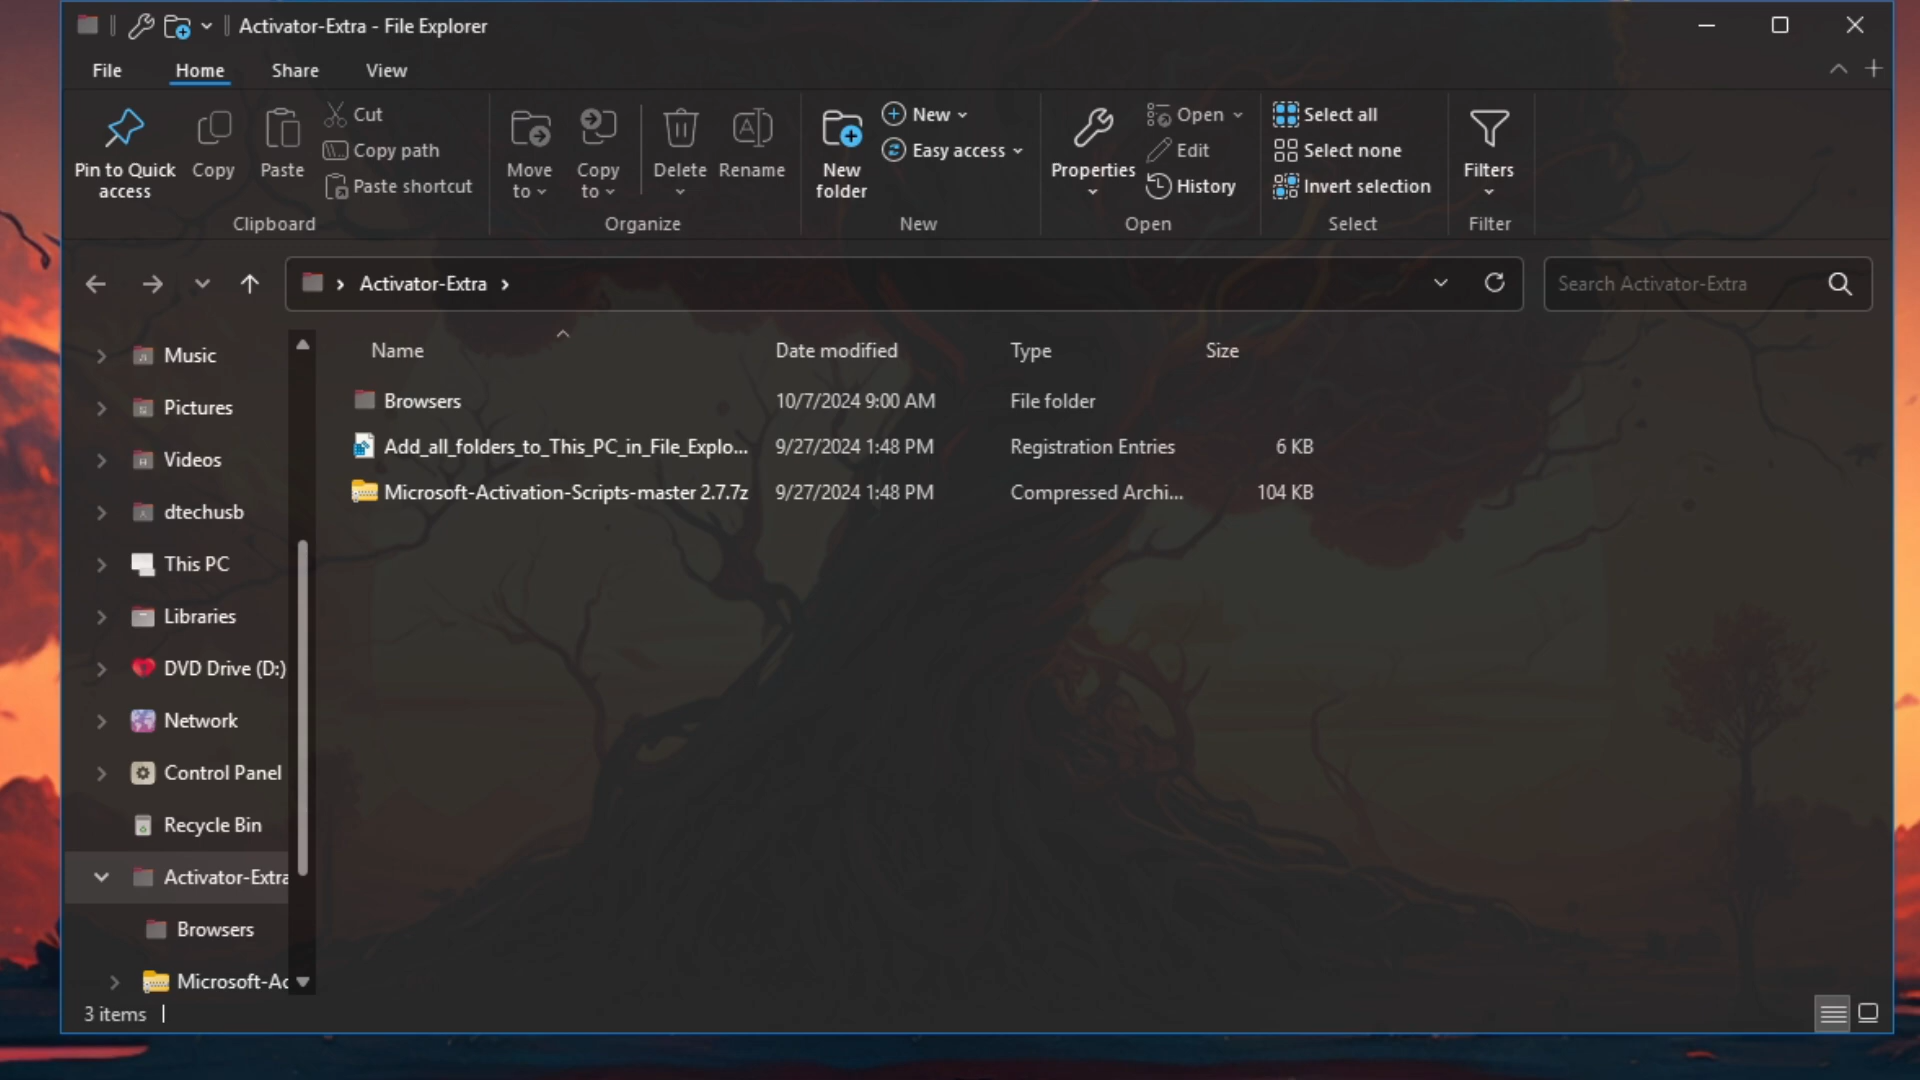 Activator-Extra - File Explorer
File Home Share View
Pin to Quick access
Copy
Paste
Cut
Copy path
Paste shortcut
Clipboard
Move to
Copy to
Delete
Rename
Organize
New folder
New
Easy access
New
Properties
Open
Edit
History
Open
Select all
Select none
Invert selection
Select
Filters
Filter
Activator-Extra
Search Activator-Extra
Music
Pictures
Videos
dtechusb
This PC
Libraries
DVD Drive (D:)
Network
Control Panel
Recycle Bin
Activator-Extra
Browsers
Microsoft-Ac
Name Date modified Type Size
Browsers 10/7/2024 9:00 AM File folder
Add_all_folders_to_This_PC_in_File_Explo... 9/27/2024 1:48 PM Registration Entries 6 KB
Microsoft-Activation-Scripts-master 2.7.7z 9/27/2024 1:48 PM Compressed Archi... 104 KB
3 items